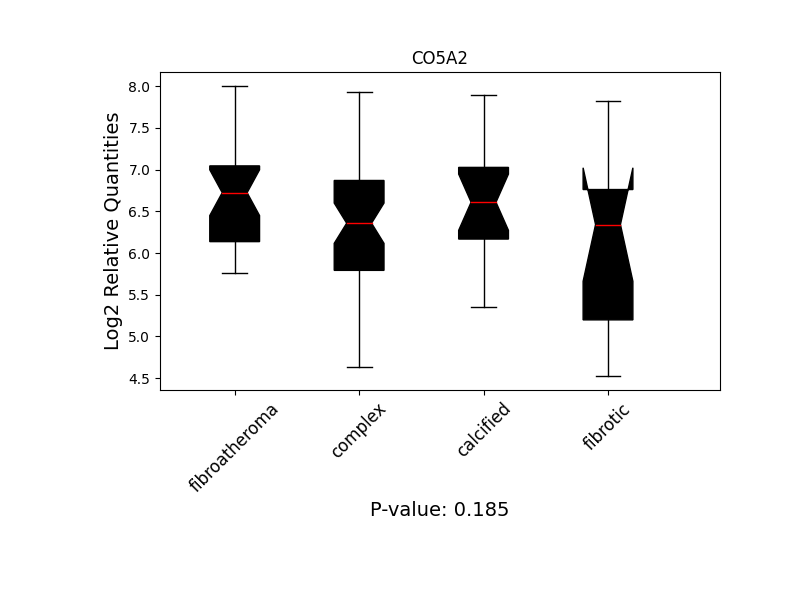 CO5A2
Log2 Relative Quantities
8.0
7.5
7.0
6.5
6.0
5.5
5.0
4.5
fibroatheroma
complex
calcified
fibrotic
P-value: 0.185